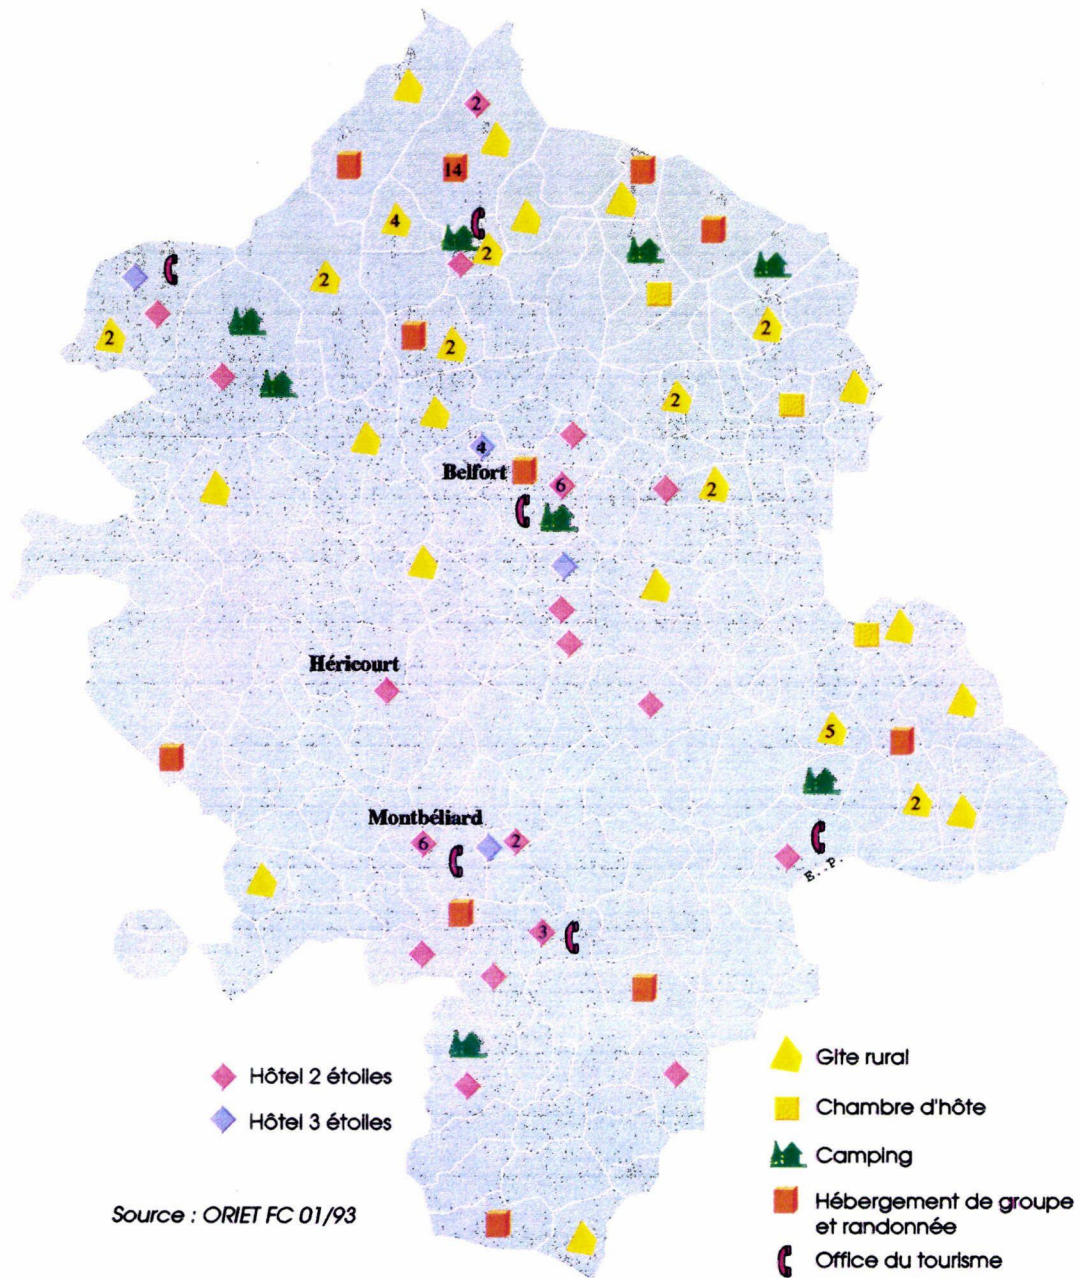 2
14
4
2
2
2
2
2
2
4
Belfort
6
2
Héricourt
5
2
Montbéliard
6
2
E..P.
3
Hôtel 2 étoiles
Hôtel 3 étoiles
Source : ORIET FC 01/93
Gite rural
Chambre d'hôte
Camping
Hébergement de groupe
et randonnée
Office du tourisme